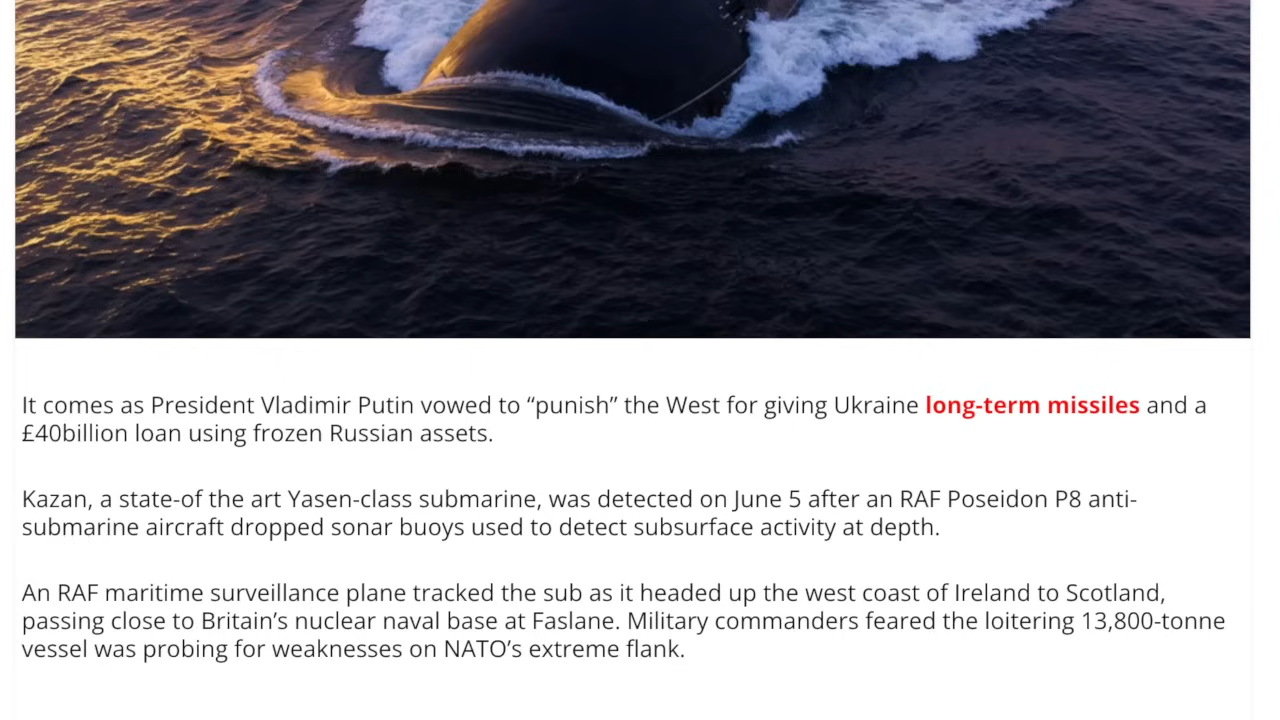 It comes as President Vladimir Putin vowed to “punish” the West for giving Ukraine long-term missiles and a
£40billion loan using frozen Russian assets.
Kazan, a state-of the art Yasen-class submarine, was detected on June 5 after an RAF Poseidon P8 anti-
submarine aircraft dropped sonar buoys used to detect subsurface activity at depth.
An RAF maritime surveillance plane tracked the sub as it headed up the west coast of Ireland to Scotland,
passing close to Britain’s nuclear naval base at Faslane. Military commanders feared the loitering 13,800-tonne
vessel was probing for weaknesses on NATO’s extreme flank.